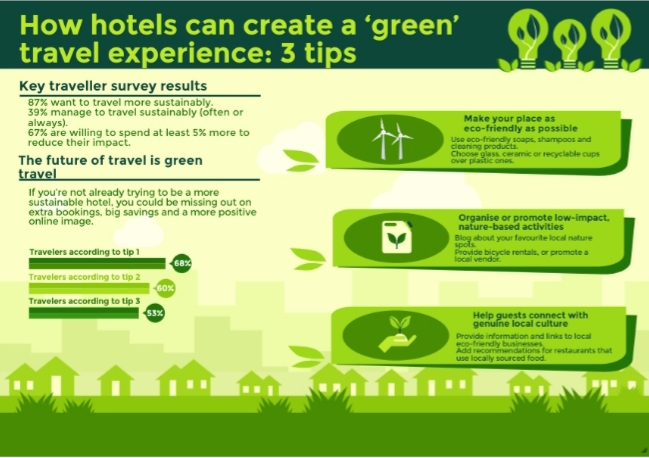 How hotels can create a ‘green’
travel experience: 3 tips
Key traveller survey results
87% want to travel more sustainably.
39% manage to travel sustainably (often or
always).
67% are willing to spend at least 5% more to
reduce their impact.
The future of travel is green
travel
If you're not already trying to be a more
sustainable hotel, you could be missing out on
extra bookings, big savings and a more positive
online image.
Travelers according to tip 1
68%
Travelers according to tip 2
60%
Travelers according to tip 3
53%
Make your place as
eco-friendly as possible
Use eco-friendly soaps, shampoos and
cleaning products.
Choose glass, ceramic or recyclable cups
over plastic ones.
Organise or promote low-impact,
nature-based activities
Blog about your favourite local nature
spots.
Provide bicycle rentals, or promote a
local vendor.
Help guests connect with
genuine local culture
Provide information and links to local
eco-friendly businesses.
Add recommendations for restaurants that
use locally sourced food.